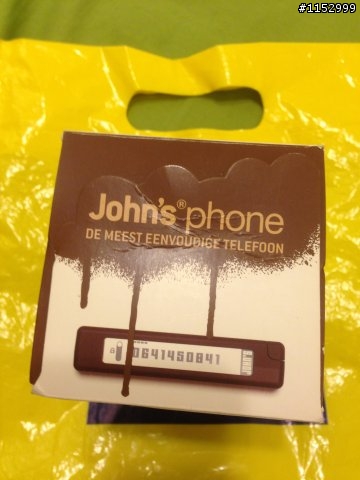 #1152999
John's® phone
DE MEEST EENVOUDIGE TELEFOON
0641450841